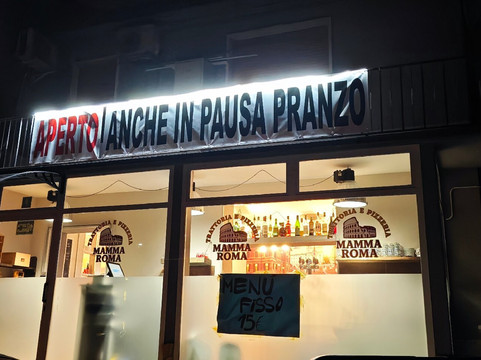 APERTO ANCHE IN PAUSA PRANZO
TRATTORIA E PIZZERIA
MAMMA
ROMA
TRATTORIA E PIZZERIA
MAMMA
ROMA
TRATTORIA E PIZZERIA
MAMMA
ROMA
MENU
FISSO
15€